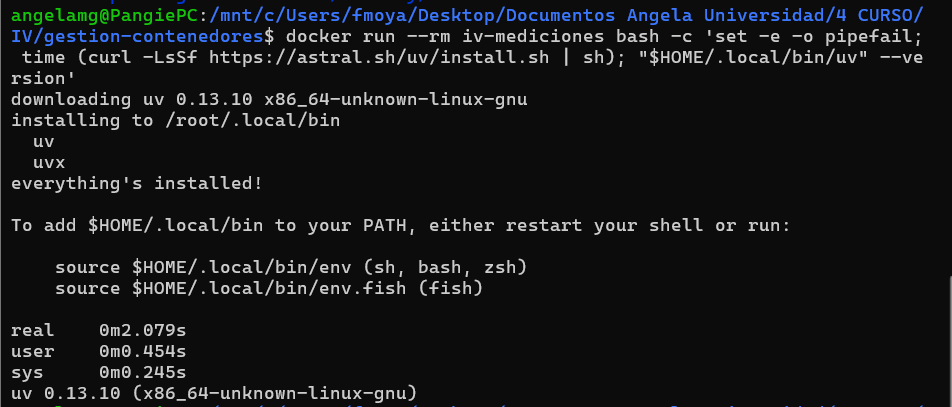 angelamg@PangiePC:/mnt/c/Users/fmoya/Desktop/Documentos Angela Universidad/4 CURSO/
IV/gestion-contenedores$ docker run --rm iv-mediciones bash -c 'set -e -o pipefail;
 time (curl -LsSf https://astral.sh/uv/install.sh | sh); "$HOME/.local/bin/uv" --ve
rsion'
downloading uv 0.13.10 x86_64-unknown-linux-gnu
installing to /root/.local/bin
  uv
  uvx
everything's installed!

To add $HOME/.local/bin to your PATH, either restart your shell or run:

    source $HOME/.local/bin/env (sh, bash, zsh)
    source $HOME/.local/bin/env.fish (fish)

real    0m2.079s
user    0m0.454s
sys     0m0.245s
uv 0.13.10 (x86_64-unknown-linux-gnu)